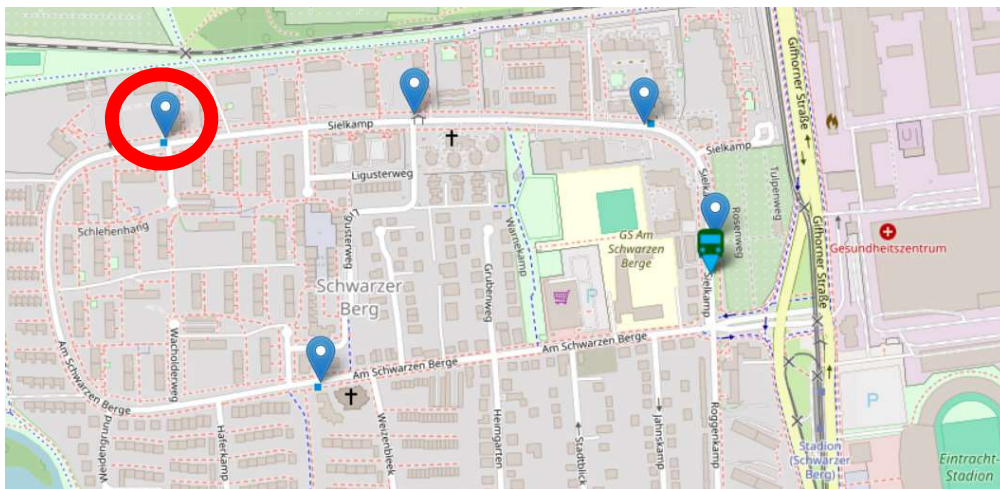 Gifhorner Straße
Sielkamp
Sielkamp
Sielka
Ligusterweg
Ligusterweg
Tulpenweg
Rosenweg
Warnekamp
Schlehenhang
GS Am
Schwarzen
Berge
Gesundheitszentrum
Gifhorner Straße
Grubenweg
Schwarzer
Berg
P
Sielkamp
Wacholderweg
Am Schwarzen Berge
Am Schwarzen Berge
Am Schwarzen Berge
P
Weidengrund
Haferkamp
Weizenbleek
Heimgarten
Stadtblick
Jahnskamp
Roggenkamp
Stadion
(Schwarzer
Berg)
Eintracht-
Stadion